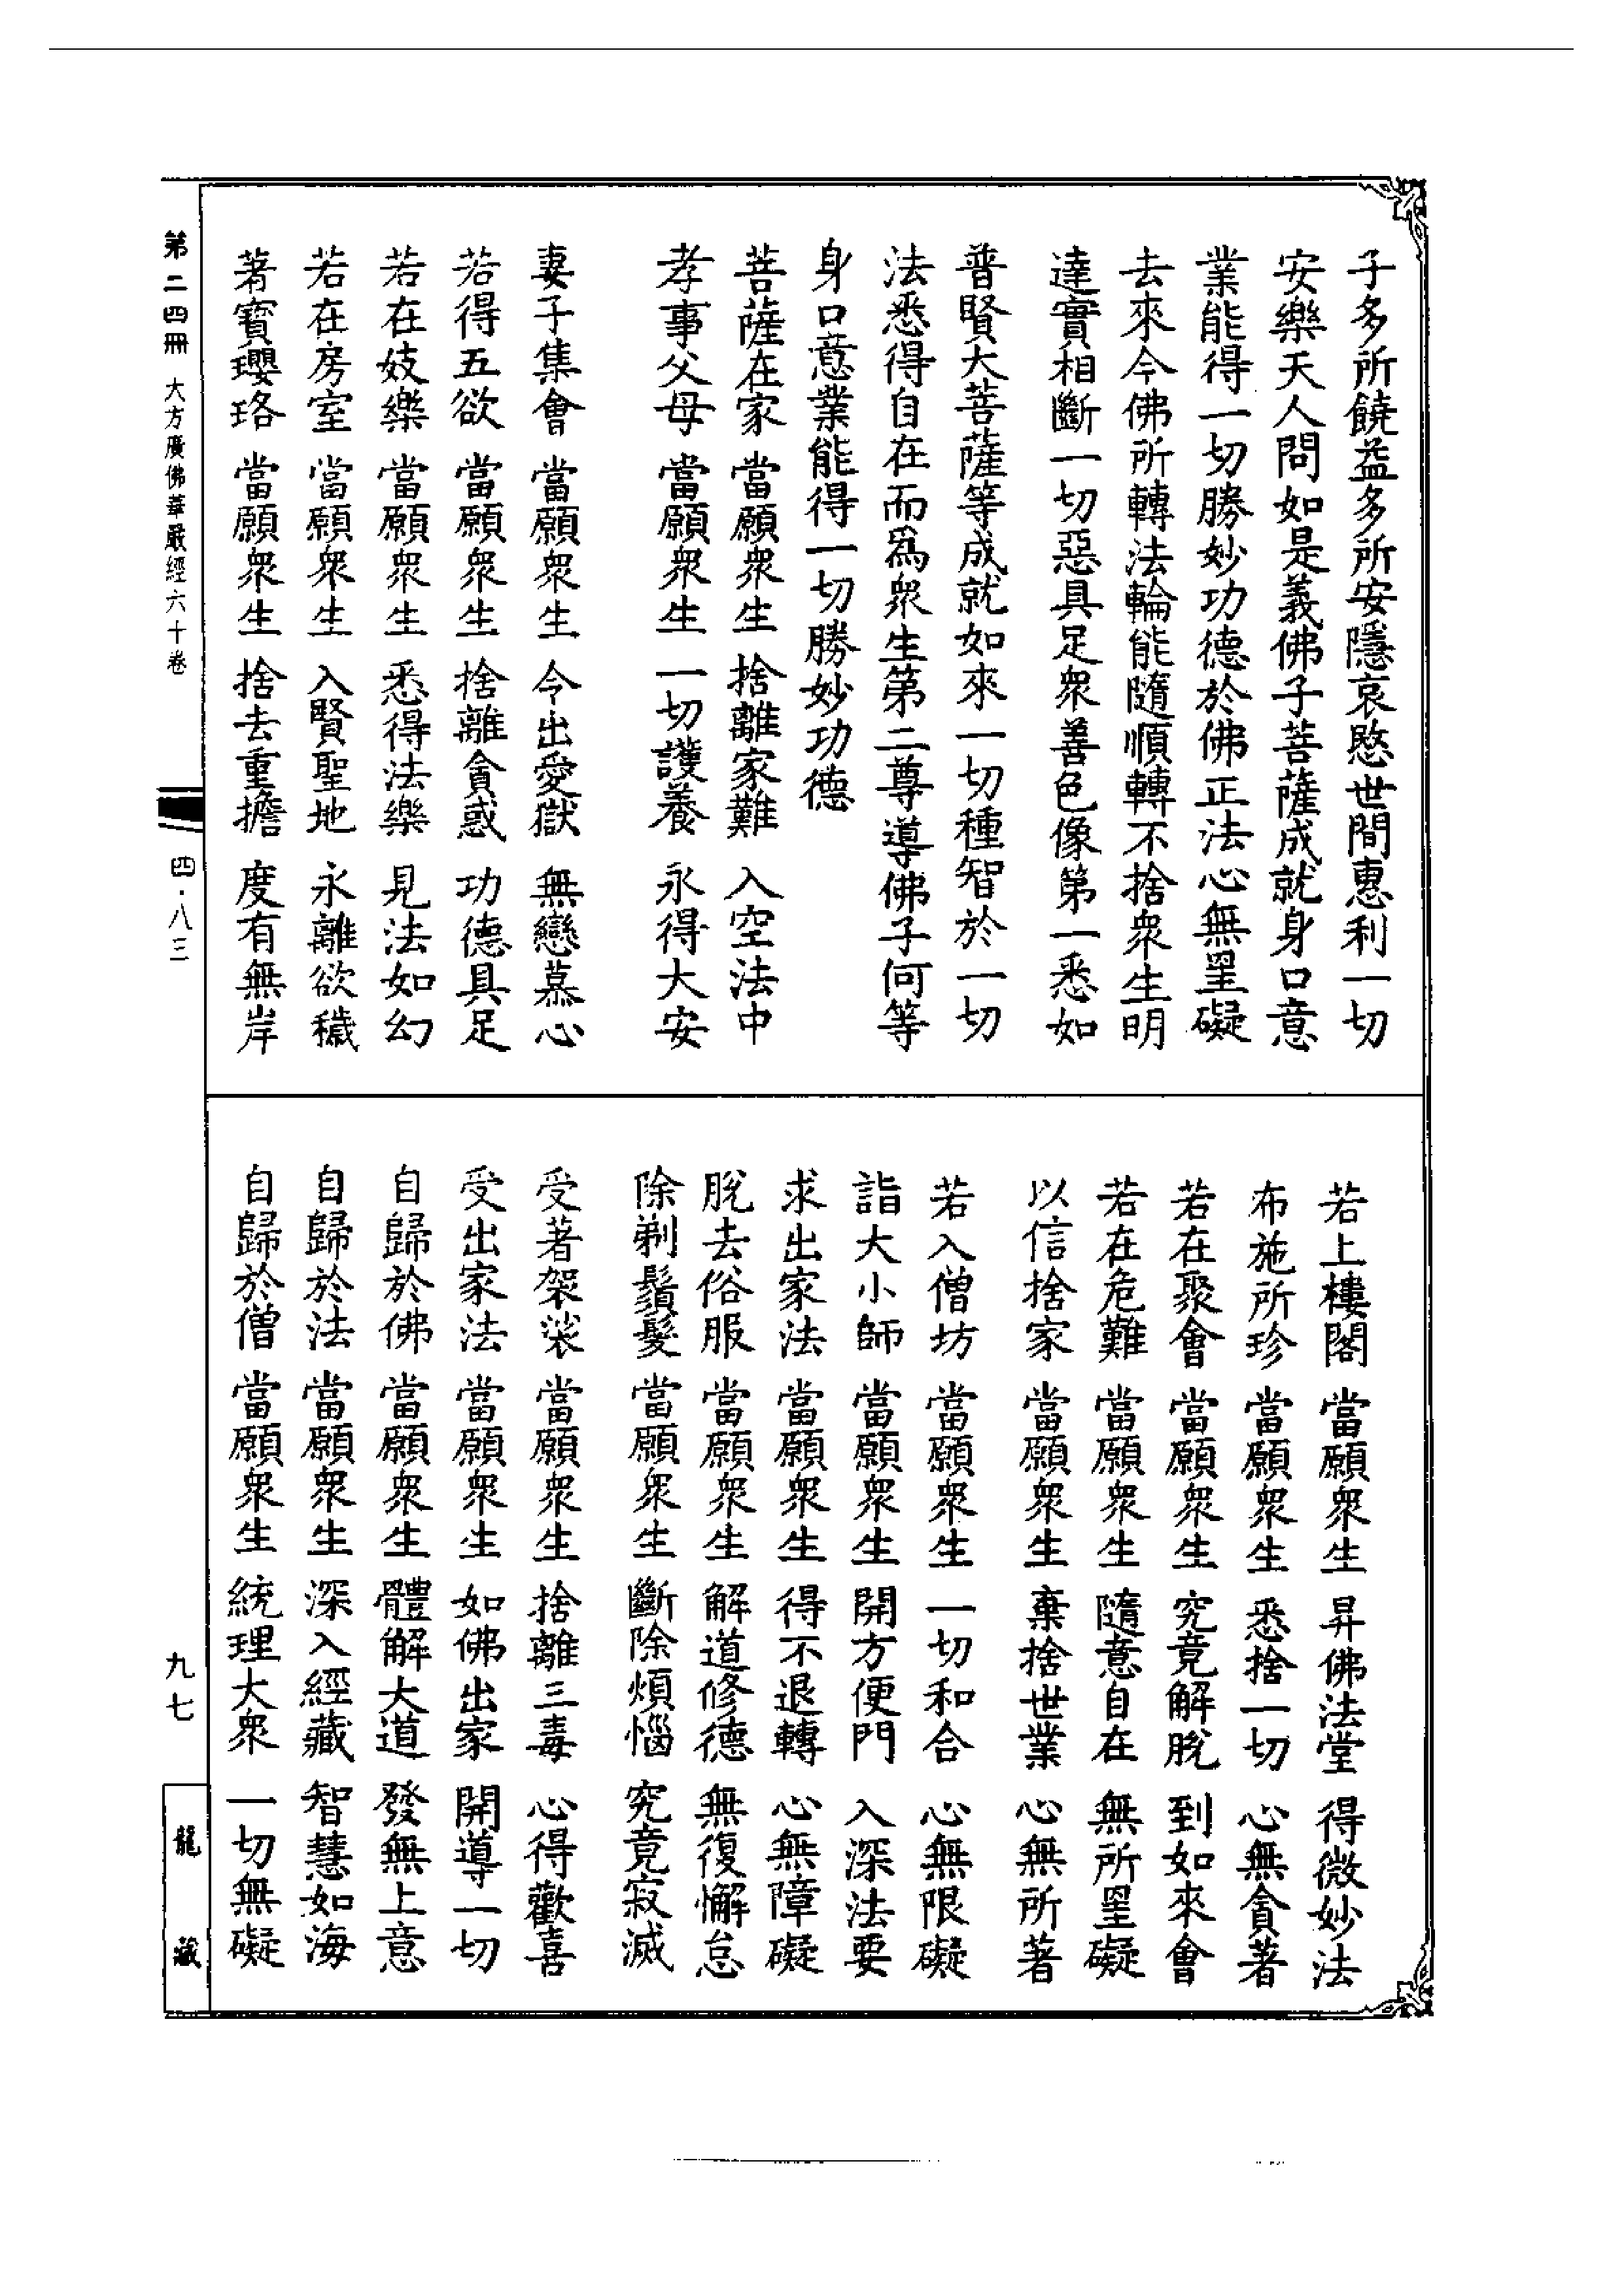 子多所饒益多所安隱哀愍世間惠利一切
安樂天人問如是義佛子菩薩成就身口意
業能得一切勝妙功德於佛正法心無罣礙
去來今佛所轉法輪能隨順轉不捨衆生明
達實相斷一切惡具足衆善色像第一悉如
普賢大菩薩等成就如來一切種智於一切
法悉得自在而爲衆生第二尊導佛子何等
身口意業能得一切勝妙功德
菩薩在家 當願衆生 捨離家難 入空法中
孝事父母 當願衆生 一切護養 永得大安
妻子集會 當願衆生 令出愛獄 無戀慕心
若得五欲 當願衆生 捨離貪惑 功德具足
若在妓樂 當願衆生 悉得法樂 見法如幻
若在房室 當願衆生 入賢聖地 永離欲穢
著寶瓔珞 當願衆生 捨去重擔 度有無岸
若上樓閣 當願衆生 昇佛法堂 得微妙法
布施所珍 當願衆生 悉捨一切 心無貪著
若在聚會 當願衆生 究竟解脫 到如來會
若在危難 當願衆生 隨意自在 無所罣礙
以信捨家 當願衆生 棄捨世業 心無所著
若入僧坊 當願衆生 一切和合 心無限礙
詣大小師 當願衆生 開方便門 入深法要
求出家法 當願衆生 得不退轉 心無障礙
脫去俗服 當願衆生 解道修德 無復懈怠
除剃鬚髮 當願衆生 斷除煩惱 究竟寂滅
受著袈裟 當願衆生 捨離三毒 心得歡喜
受出家法 當願衆生 如佛出家 開導一切
自歸於佛 當願衆生 體解大道 發無上意
自歸於法 當願衆生 深入經藏 智慧如海
自歸於僧 當願衆生 統理大衆 一切無礙
第二四冊 大方廣佛華嚴經六十卷
四·八三
九七
龍藏